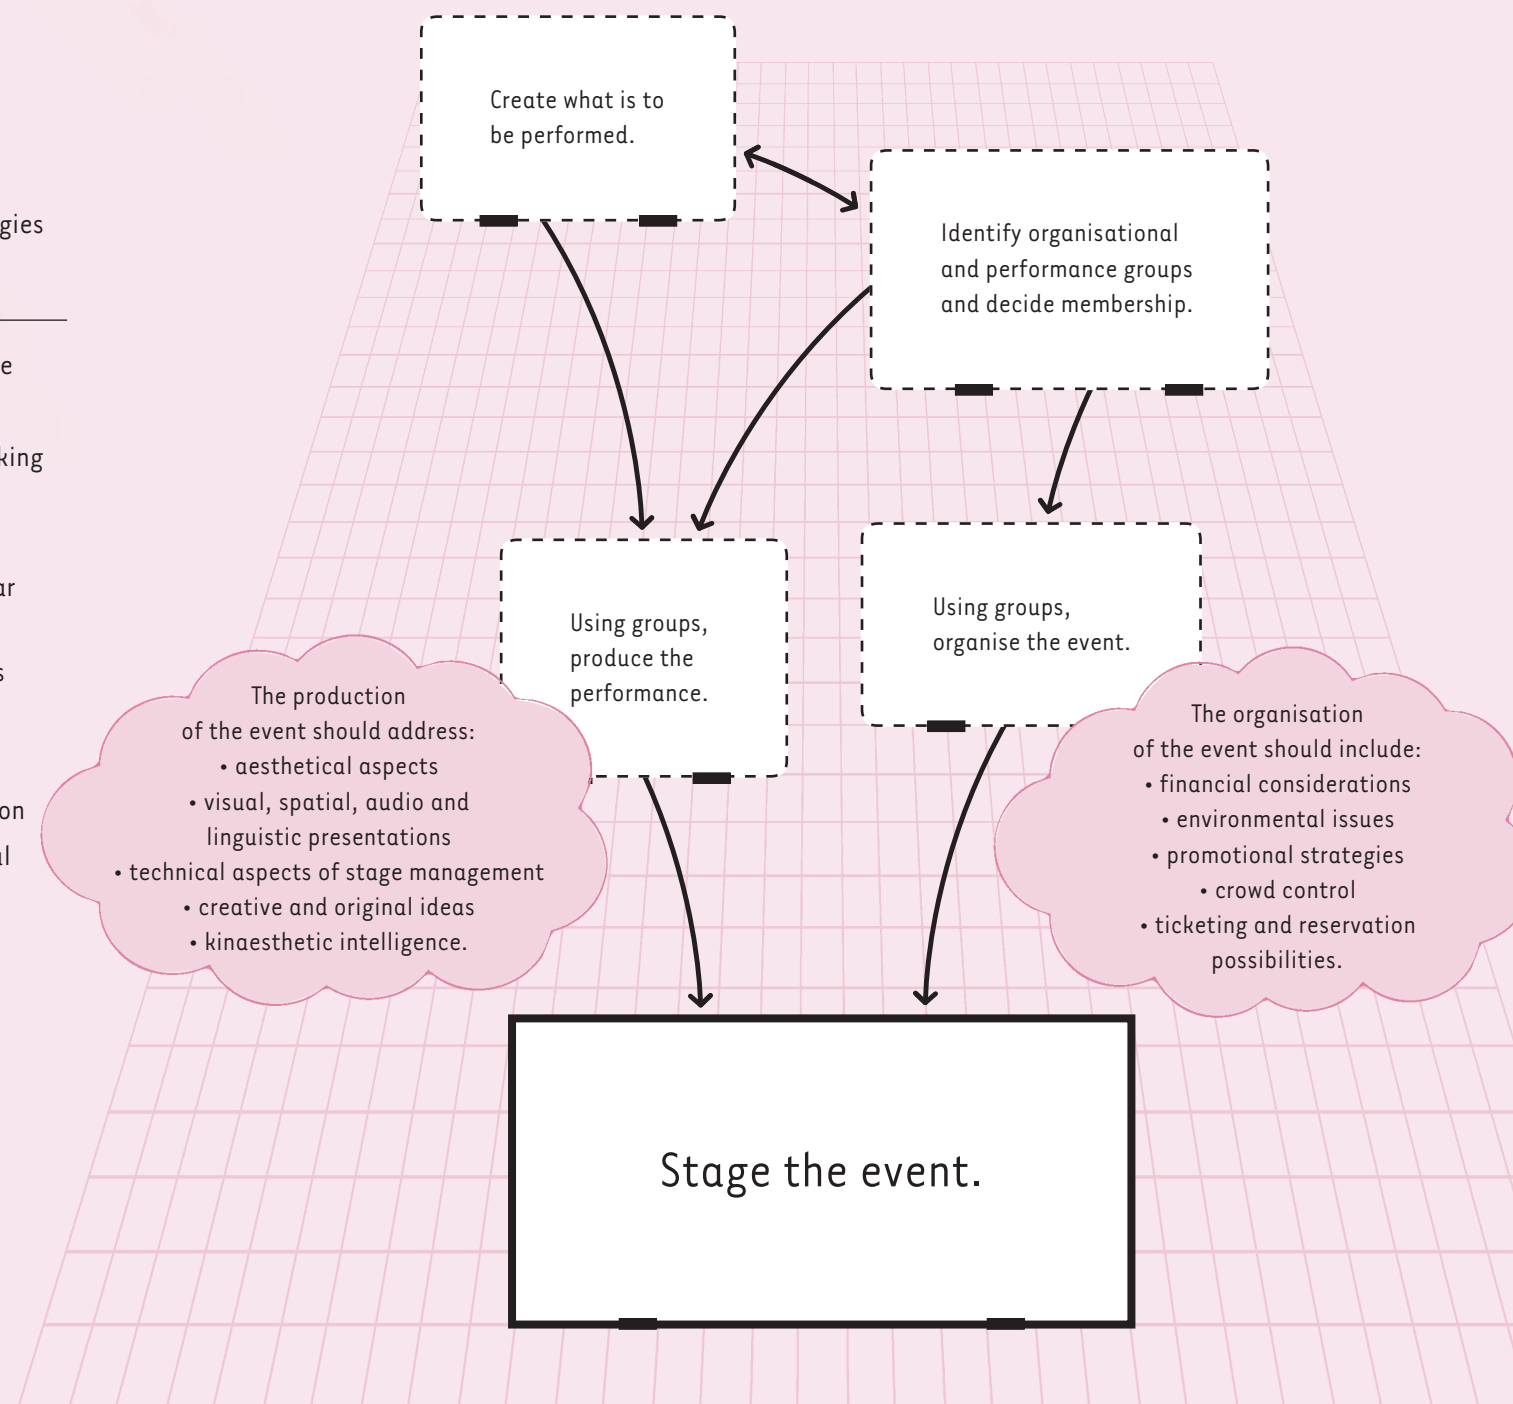 Create what is to
be performed.
Identify organisational
and performance groups
and decide membership.
Using groups,
produce the
performance.
Using groups,
organise the event.
The production
of the event should address:
• aesthetical aspects
• visual, spatial, audio and
linguistic presentations
• technical aspects of stage management
• creative and original ideas
• kinaesthetic intelligence.
The organisation
of the event should include:
• financial considerations
• environmental issues
• promotional strategies
• crowd control
• ticketing and reservation
possibilities.
Stage the event.